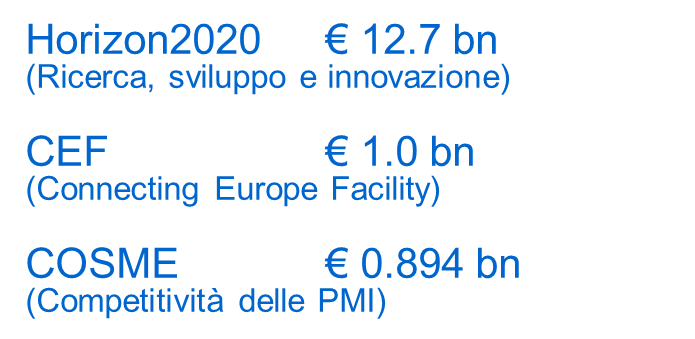 Horizon2020 € 12.7 bn
(Ricerca, sviluppo e innovazione)
CEF € 1.0 bn
(Connecting Europe Facility)
COSME € 0.894 bn
(Competitività delle PMI)